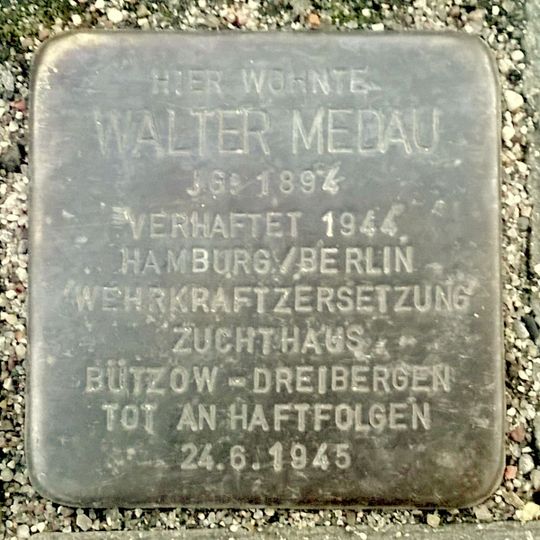 HIER WOHNTE
WALTER MEDAU
JG. 1894
VERHAFTET 1944
HAMBURG/BERLIN
WEHRKRAFTZERSETZUNG
ZUCHTHAUS
BÜTZOW-DREIBERGEN
TOT AN HAFTFOLGEN
24.6.1945